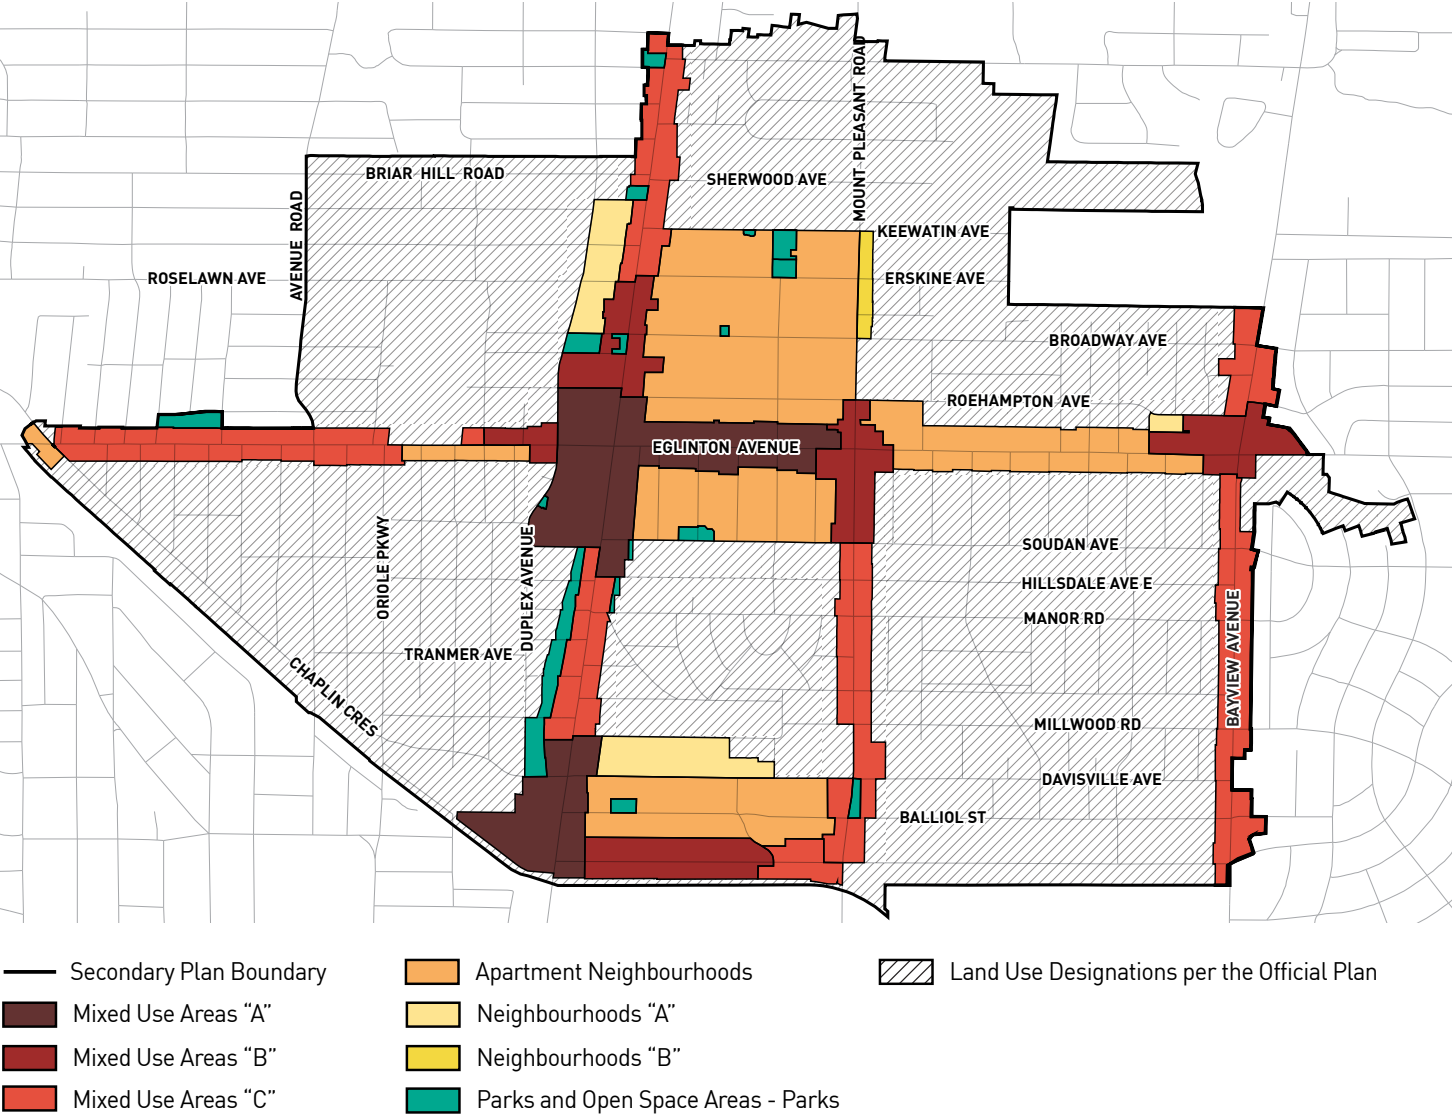 MOUNT PLEASANT ROAD
BRIAR HILL ROAD
SHERWOOD AVE
AVENUE ROAD
KEEWATIN AVE
ROSELAWN AVE
ERSKINE AVE
BROADWAY AVE
ROEHAMPTON AVE
EGLINTON AVENUE
ORIOLE PKWY
DUPLEX AVENUE
SOUDAN AVE
HILLSDALE AVE E
MANOR RD
BAYVIEW AVENUE
TRANMER AVE
CHAPLIN CRES
MILLWOOD RD
DAVISVILLE AVE
BALLIOL ST
Secondary Plan Boundary
Mixed Use Areas “A”
Mixed Use Areas “B”
Mixed Use Areas “C”
Apartment Neighbourhoods
Neighbourhoods “A”
Neighbourhoods “B”
Parks and Open Space Areas - Parks
Land Use Designations per the Official Plan